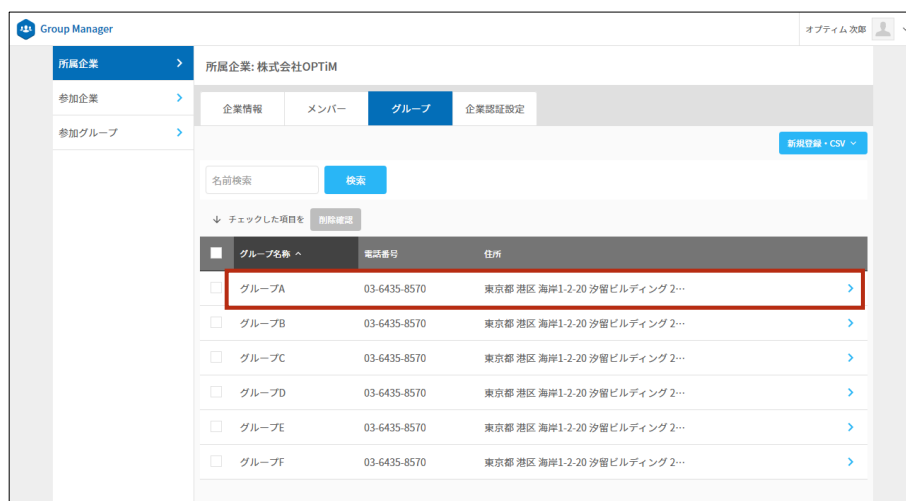 Group Manager
オプティム 次郎
所属企業
参加企業
参加グループ
所属企業: 株式会社OPTiM
企業情報 メンバー グループ 企業認証設定
新規登録・CSV
名前検索 検索
チェックした項目を 削除確認
グループ名称 電話番号 住所
グループA 03-6435-8570 東京都 港区 海岸1-2-20 汐留ビルディング 2…
グループB 03-6435-8570 東京都 港区 海岸1-2-20 汐留ビルディング 2…
グループC 03-6435-8570 東京都 港区 海岸1-2-20 汐留ビルディング 2…
グループD 03-6435-8570 東京都 港区 海岸1-2-20 汐留ビルディング 2…
グループE 03-6435-8570 東京都 港区 海岸1-2-20 汐留ビルディング 2…
グループF 03-6435-8570 東京都 港区 海岸1-2-20 汐留ビルディング 2…